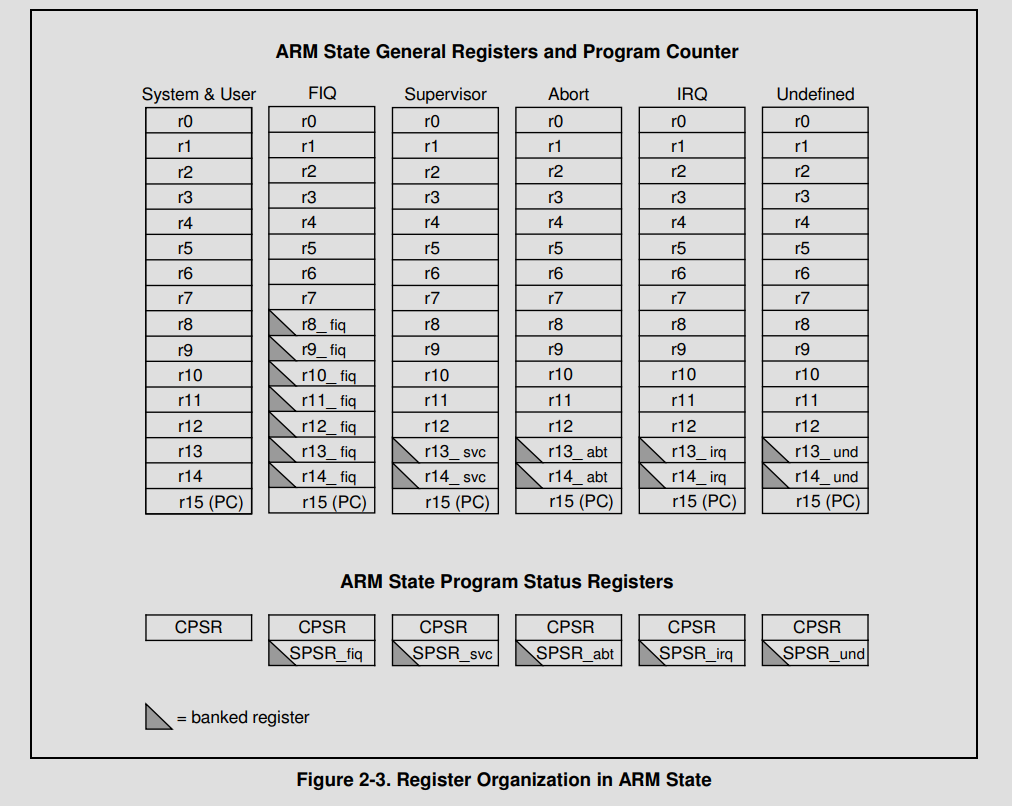 ARM State General Registers and Program Counter
System & User FIQ Supervisor Abort IRQ Undefined
r0 r0 r0 r0 r0 r0
r1 r1 r1 r1 r1 r1
r2 r2 r2 r2 r2 r2
r3 r3 r3 r3 r3 r3
r4 r4 r4 r4 r4 r4
r5 r5 r5 r5 r5 r5
r6 r6 r6 r6 r6 r6
r7 r7 r7 r7 r7 r7
r8 r8_fiq r8 r8 r8 r8
r9 r9_fiq r9 r9 r9 r9
r10 r10_fiq r10 r10 r10 r10
r11 r11_fiq r11 r11 r11 r11
r12 r12_fiq r12 r12 r12 r12
r13 r13_fiq r13_svc r13_abt r13_irq r13_und
r14 r14_fiq r14_svc r14_abt r14_irq r14_und
r15 (PC) r15 (PC) r15 (PC) r15 (PC) r15 (PC) r15 (PC)
ARM State Program Status Registers
CPSR CPSR CPSR CPSR CPSR CPSR
SPSR_fiq SPSR_svc SPSR_abt SPSR_irq SPSR_und
= banked register
Figure 2-3. Register Organization in ARM State